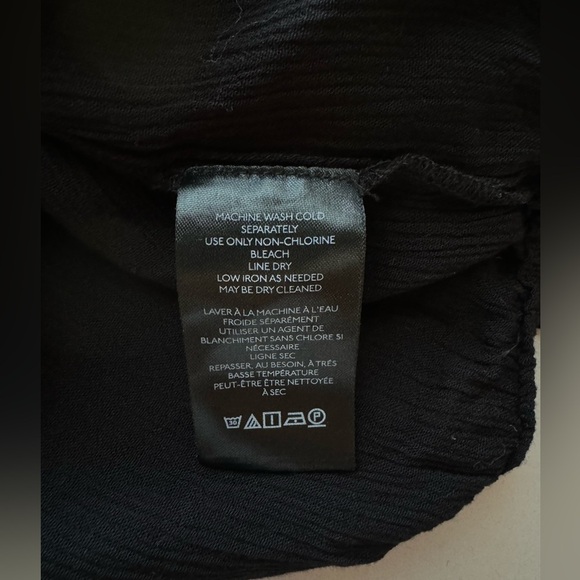 MACHINE WASH COLD
SEPARATELY
USE ONLY NON-CHLORINE
BLEACH
LINE DRY
LOW IRON AS NEEDED
MAY BE DRY CLEANED
LAVER À LA MACHINE À L'EAU
FROIDE SÉPARÉMENT
UTILISER UN AGENT DE
BLANCHIMENT SANS CHLORE SI
NÉCESSAIRE
LIGNE SEC
REPASSER, AU BESOIN, À TRÉS
BASSE TEMPÉRATURE
PEUT-ÊTRE ÊTRE NETTOYÉE
À SEC
30 P